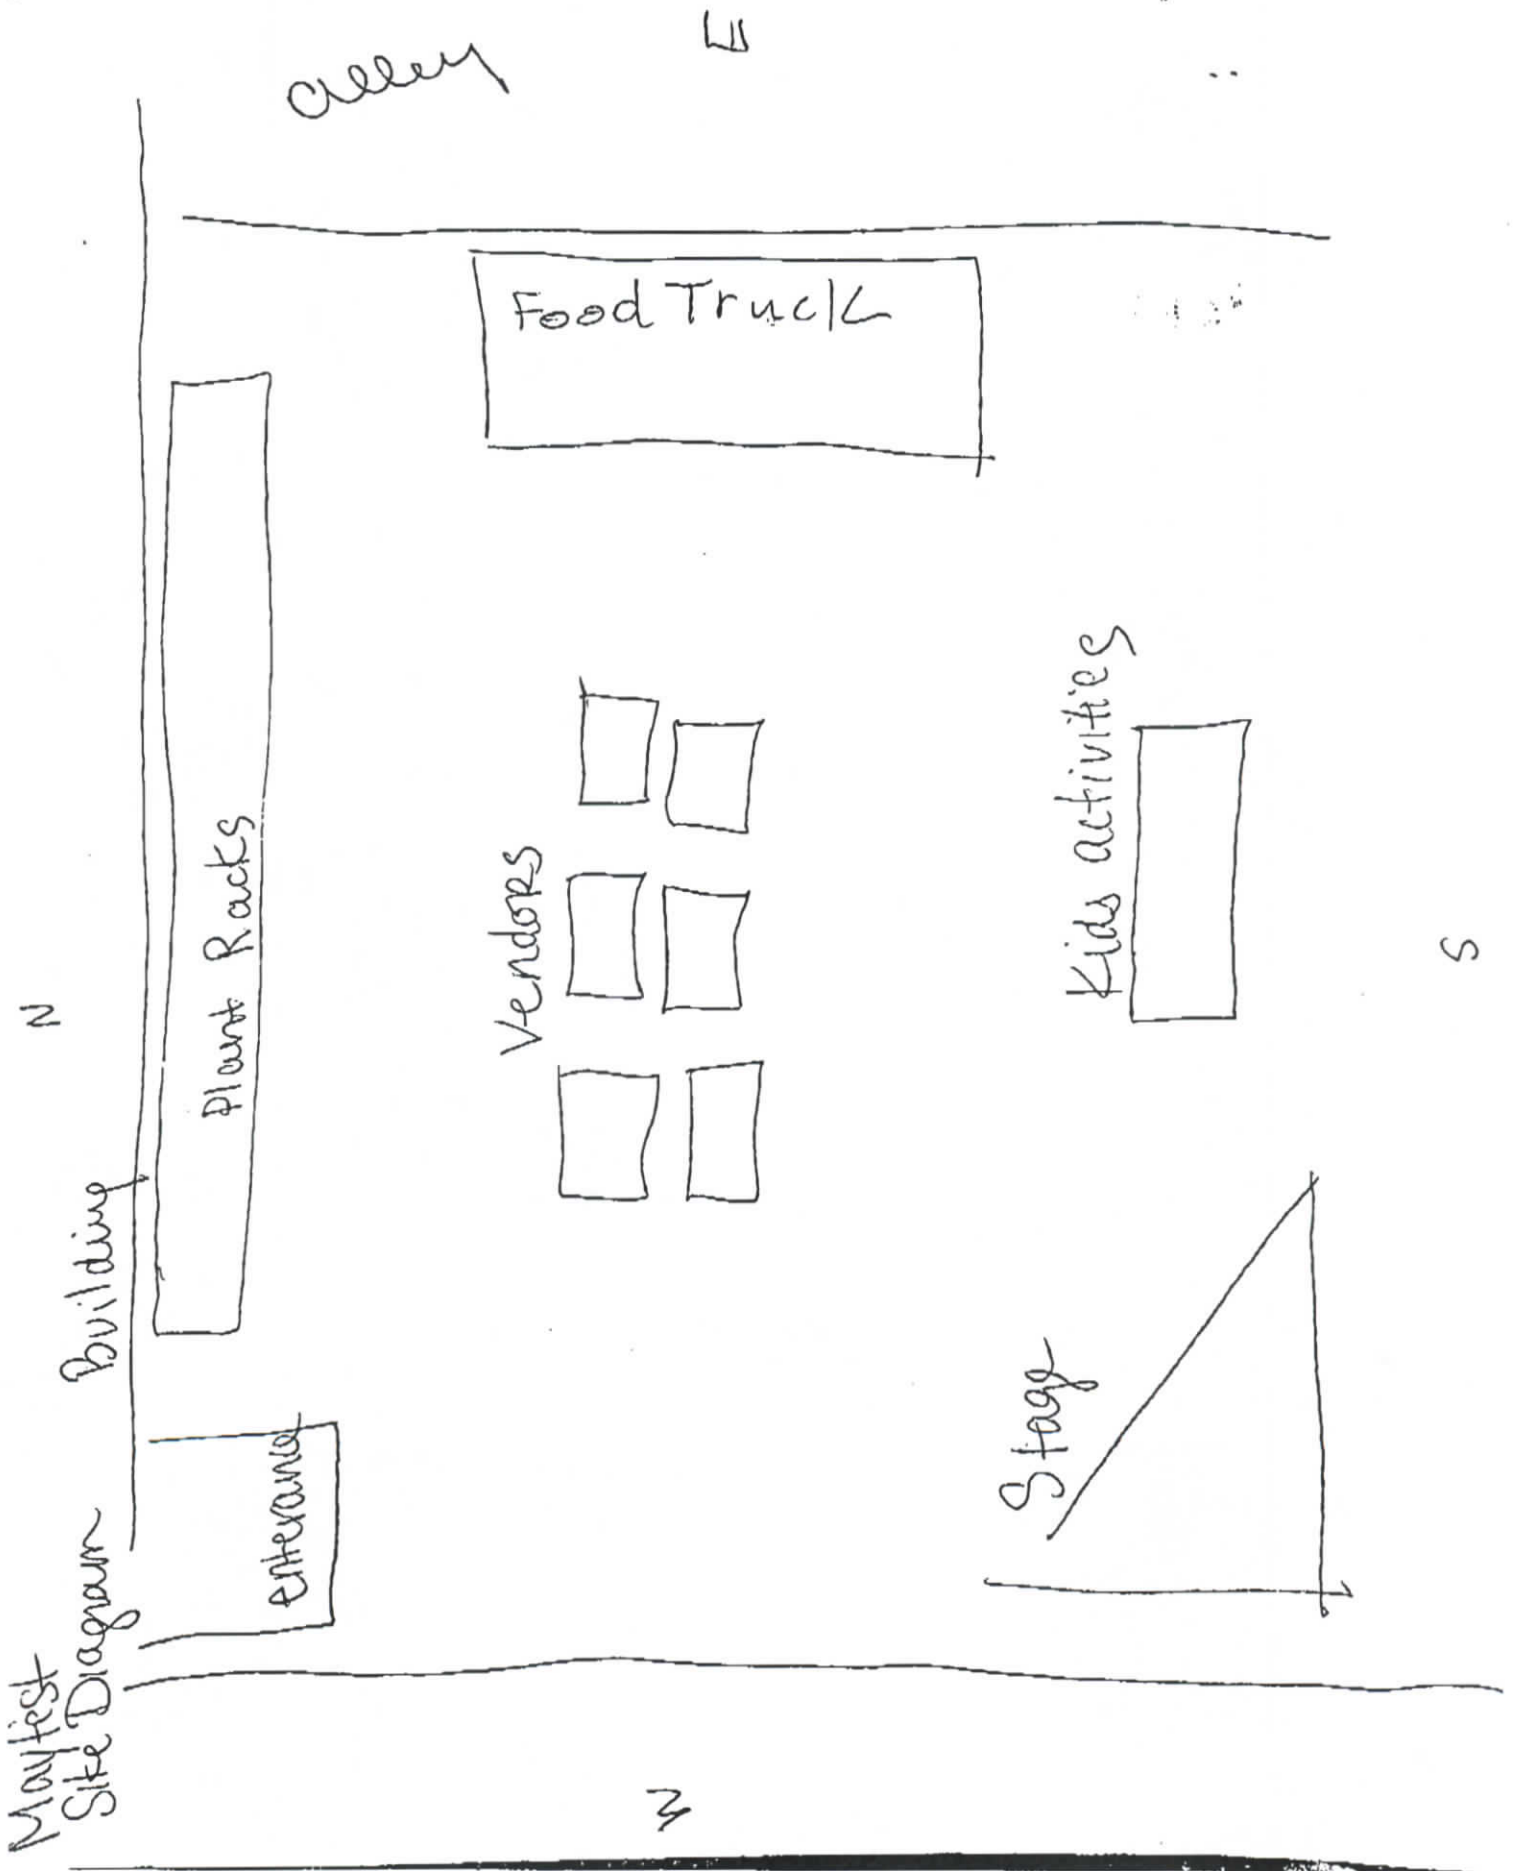 Mayfest
Site Diagram
N
Building
Plant Racks
enterance
alley
E
Food Truck
Vendors
Kids activities
Stage
S
W